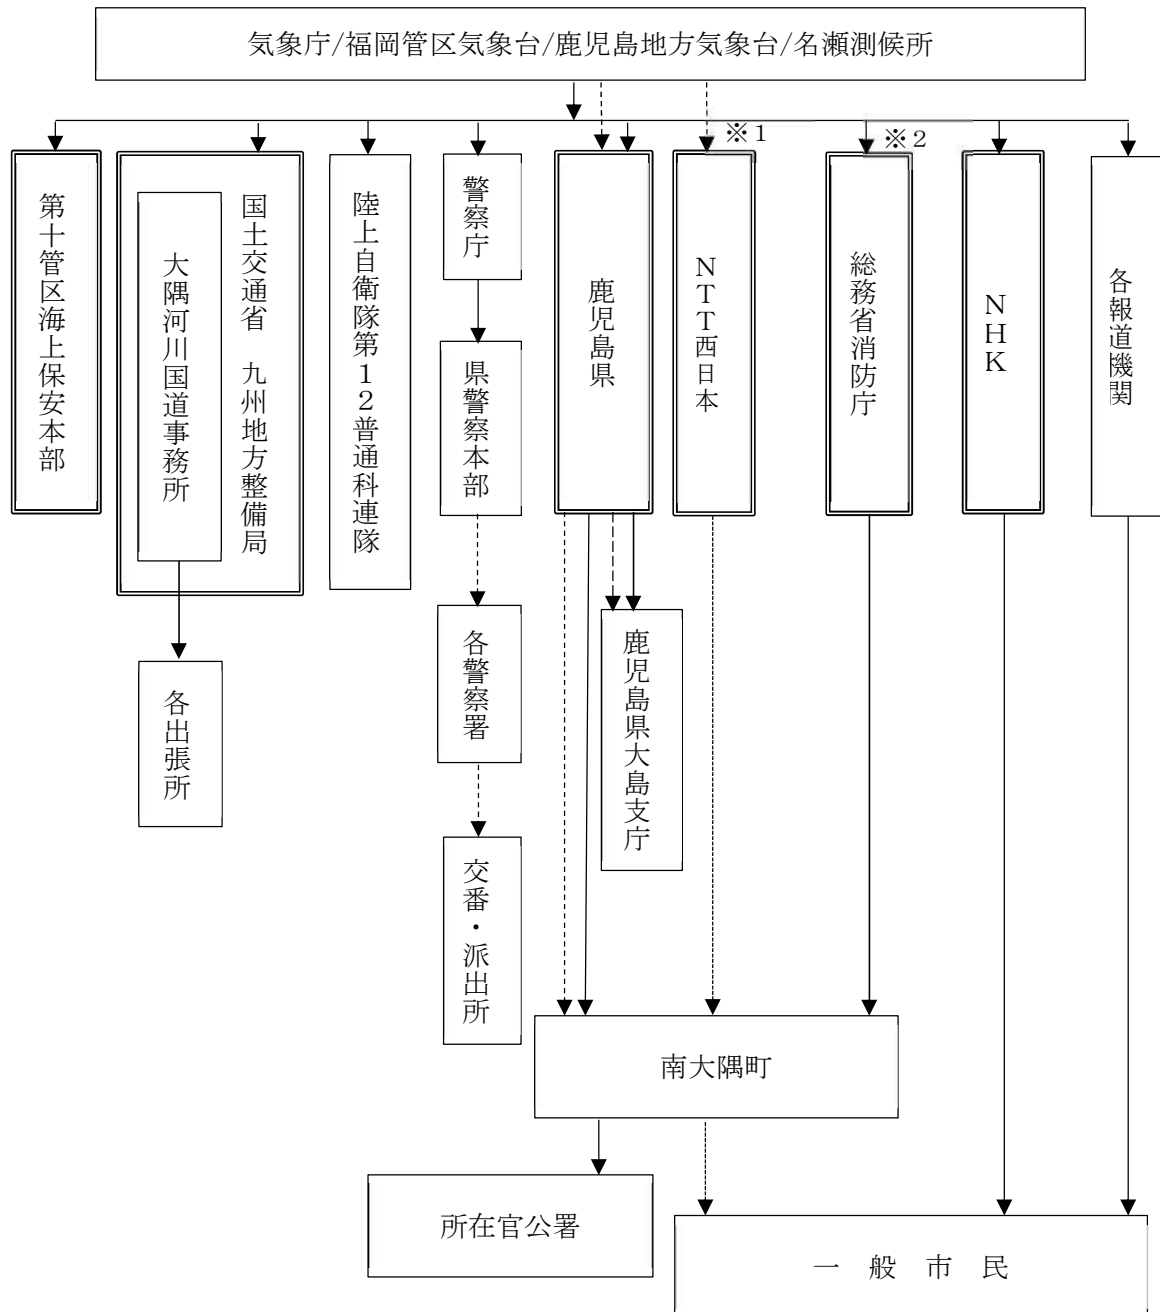 気象庁/福岡管区気象台/鹿児島地方気象台/名瀬測候所
※1
※2
第十管区海上保安本部
国土交通省　九州地方整備局
大隅河川国道事務所
陸上自衛隊第12普通科連隊
警察庁
鹿児島県
NTT西日本
総務省消防庁
NHK
各報道機関
県警察本部
各警察署
鹿児島県大島支庁
各出張所
交番・派出所
南大隅町
所在官公署
一　般　市　民